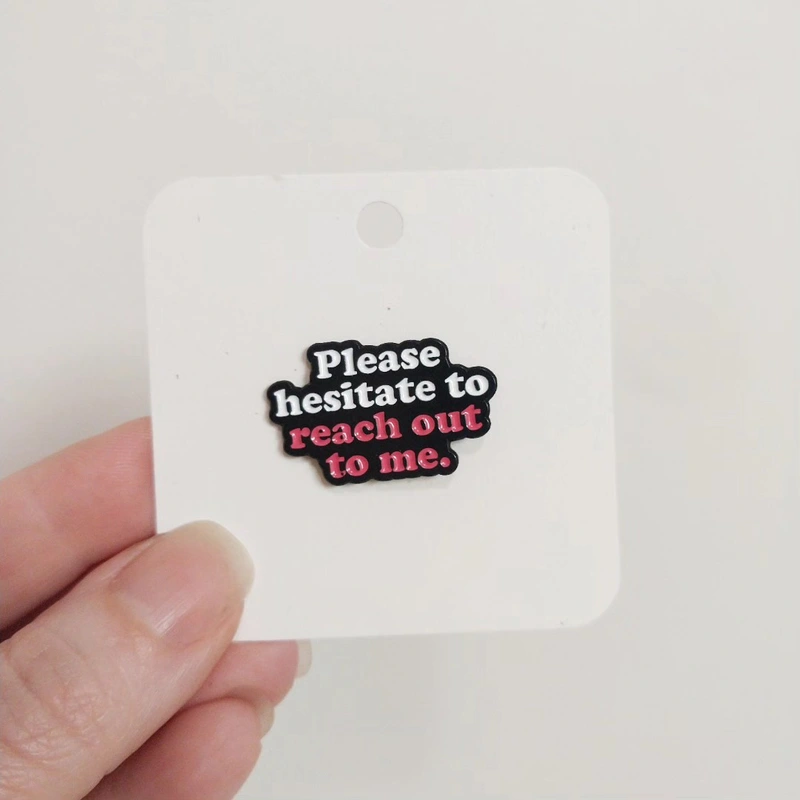 Please
hesitate to
reach out
to me.